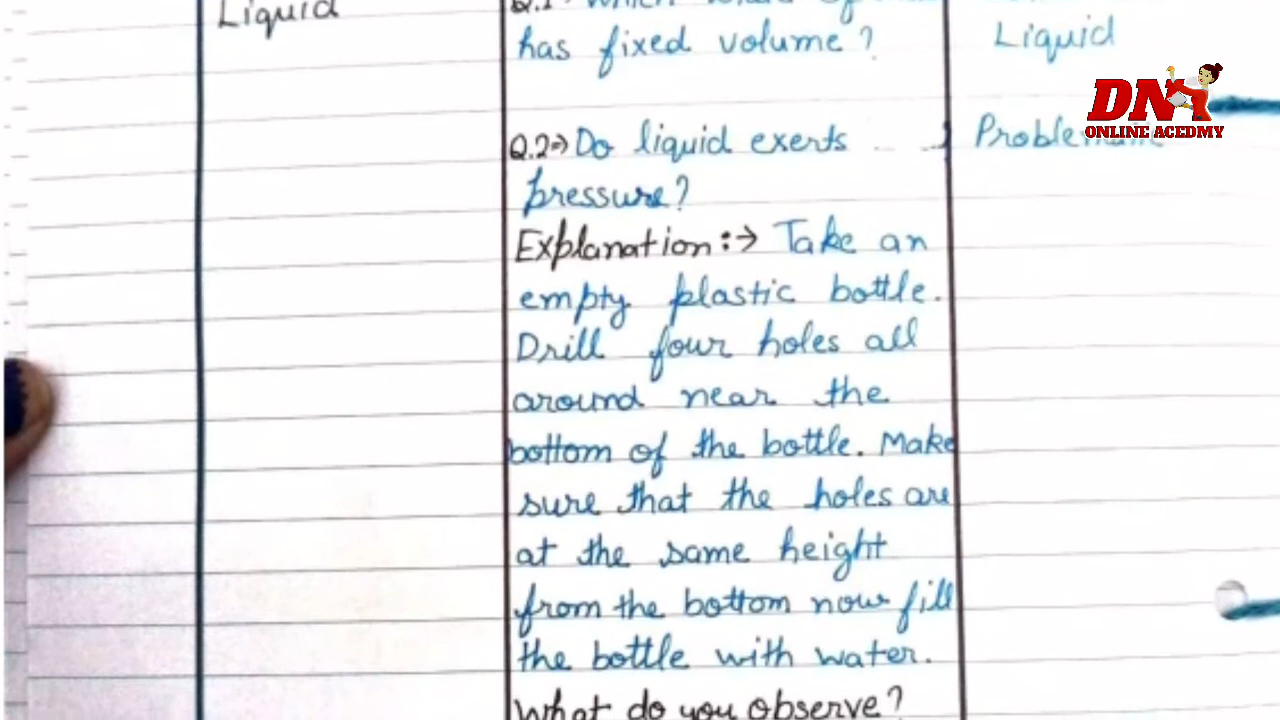 Liquid
has fixed volume?
Liquid
DN
ONLINE ACEDMY
Q.2⇒ Do liquid exerts
pressure?
Explanation :→ Take an
empty plastic bottle.
Drill four holes all
around near the
bottom of the bottle. Make
sure that the holes are
at the same height
from the bottom now fill
the bottle with water.
What do you observe?